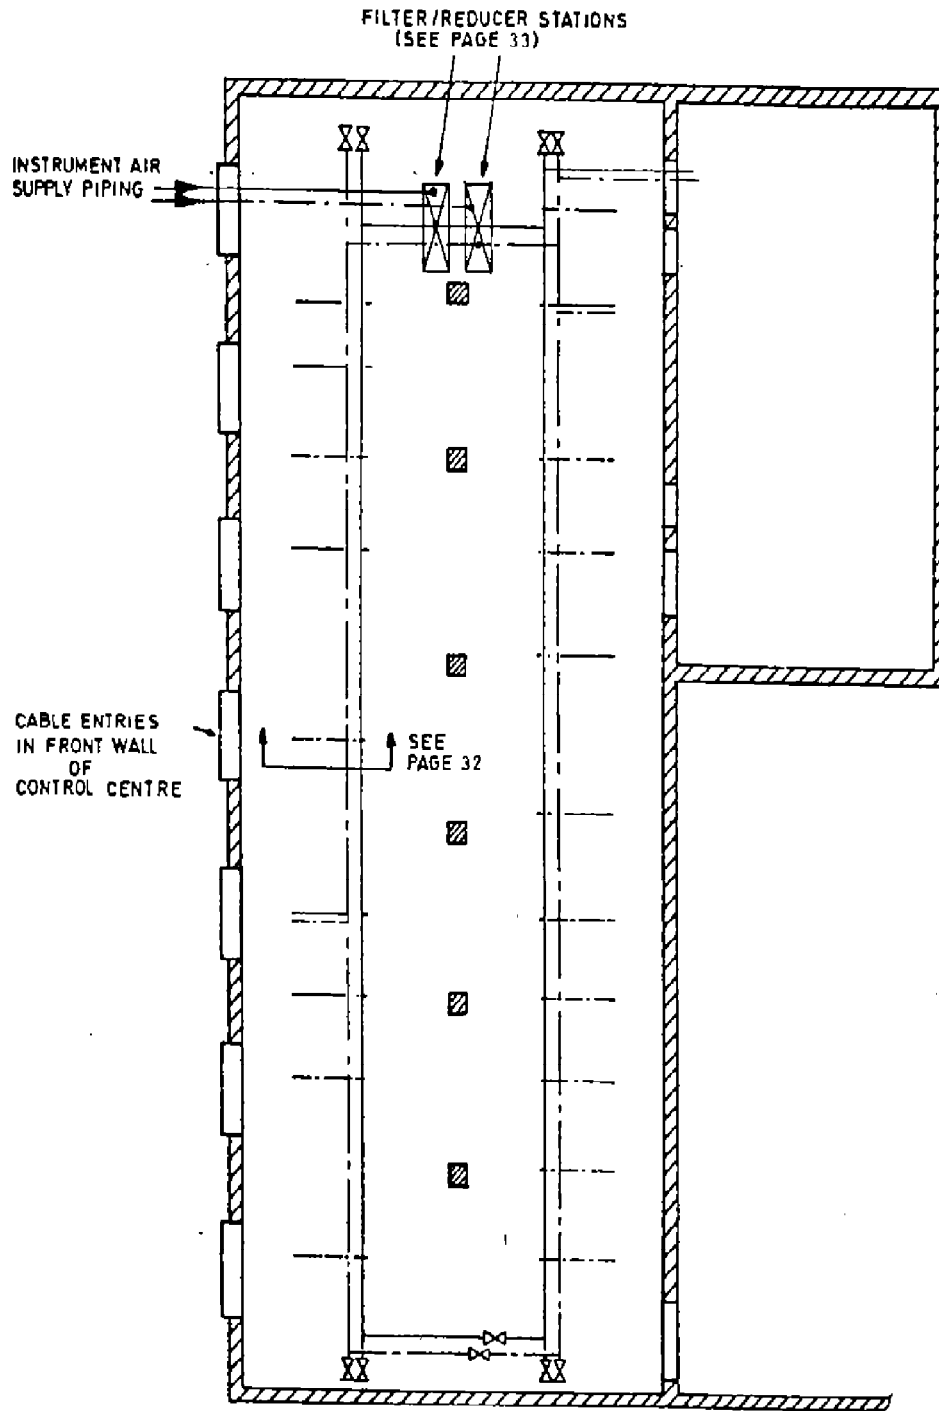 FILTER/REDUCER STATIONS
(SEE PAGE 33)
INSTRUMENT AIR
SUPPLY PIPING
CABLE ENTRIES
IN FRONT WALL
OF
CONTROL CENTRE
SEE
PAGE 32